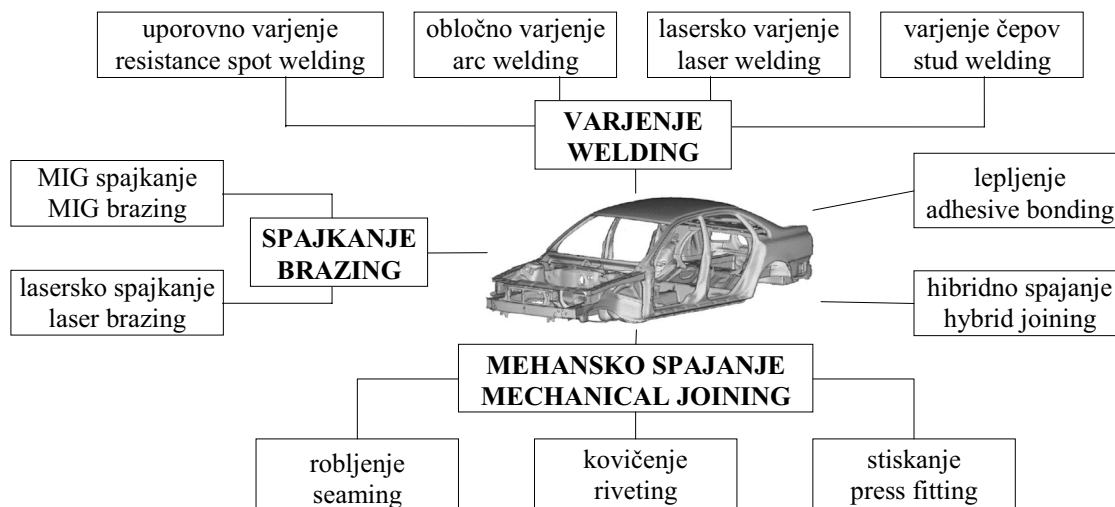 uporovno varjenje
resistance spot welding
obločno varjenje
arc welding
lasersko varjenje
laser welding
varjenje čepov
stud welding
VARJENJE
WELDING
MIG spajkanje
MIG brazing
lepljenje
adhesive bonding
SPAJKANJE
BRAZING
lasersko spajkanje
laser brazing
hibridno spajanje
hybrid joining
MEHANSKO SPAJANJE
MECHANICAL JOINING
robljenje
seaming
kovičenje
riveting
stiskanje
press fitting